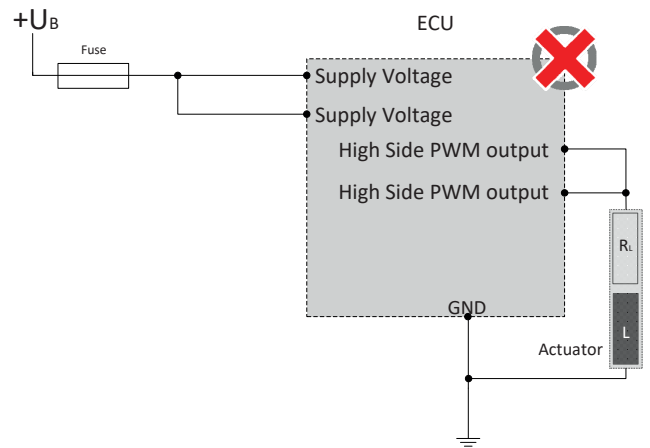 +UB
ECU
Fuse
Supply Voltage
Supply Voltage
High Side PWM output
High Side PWM output
RL
GND
L
Actuator